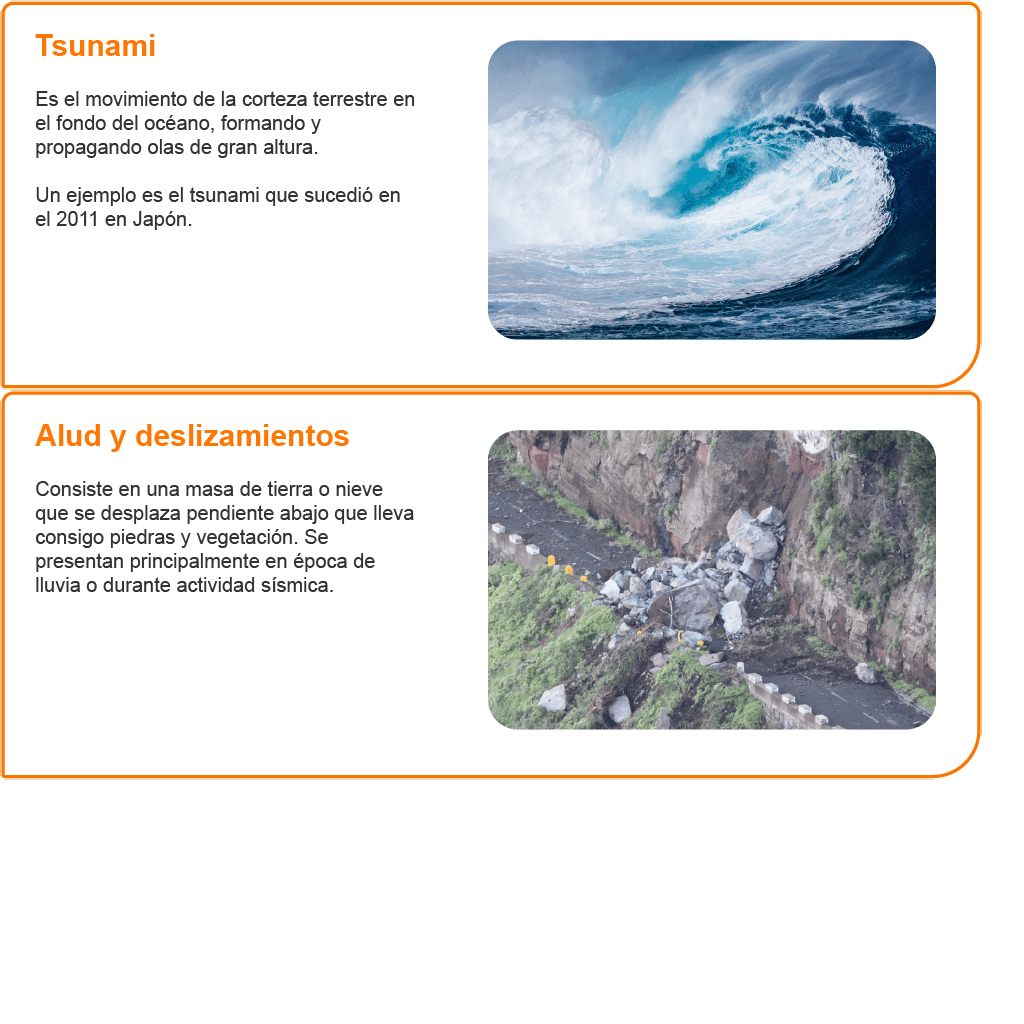 Tsunami
Es el movimiento de la corteza terrestre en
el fondo del océano, formando y
propagando olas de gran altura.
Un ejemplo es el tsunami que sucedió en
el 2011 en Japón.
Alud y deslizamientos
Consiste en una masa de tierra o nieve
que se desplaza pendiente abajo que lleva
consigo piedras y vegetación. Se
presentan principalmente en época de
lluvia o durante actividad sísmica.